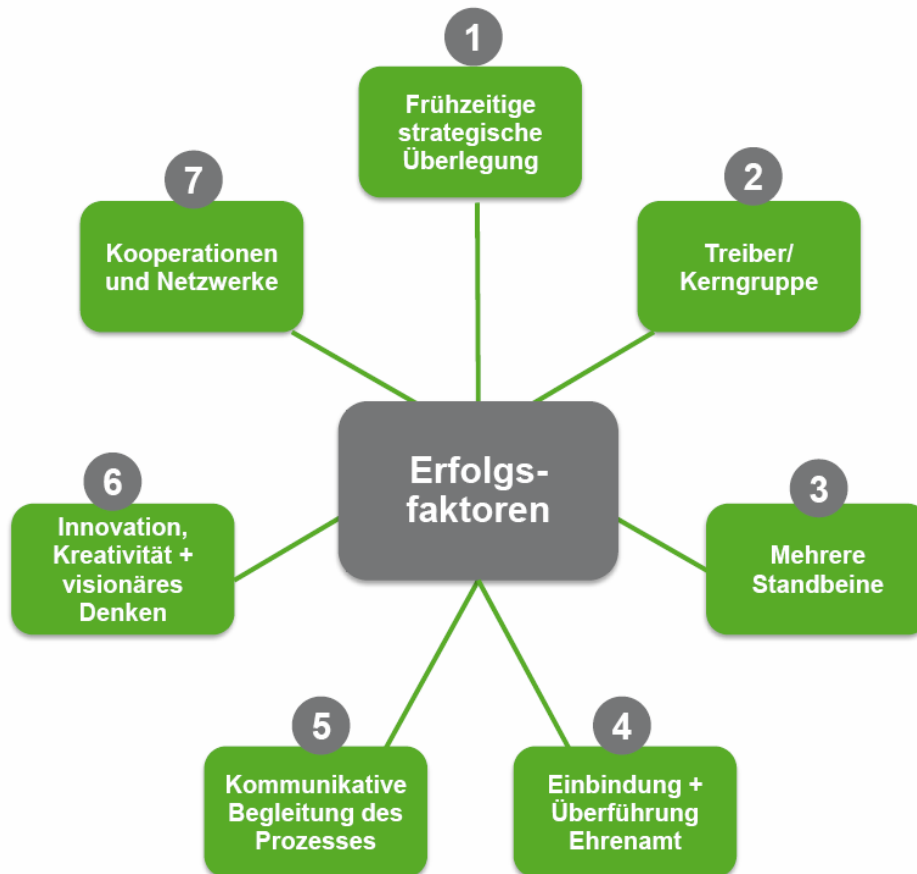 1
Frühzeitige
strategische
Überlegung
2
Treiber/
Kerngruppe
3
Mehrere
Standbeine
4
Einbindung +
Überführung
Ehrenamt
5
Kommunikative
Begleitung des
Prozesses
6
Innovation,
Kreativität +
visionäres
Denken
7
Kooperationen
und Netzwerke
Erfolgs-
faktoren